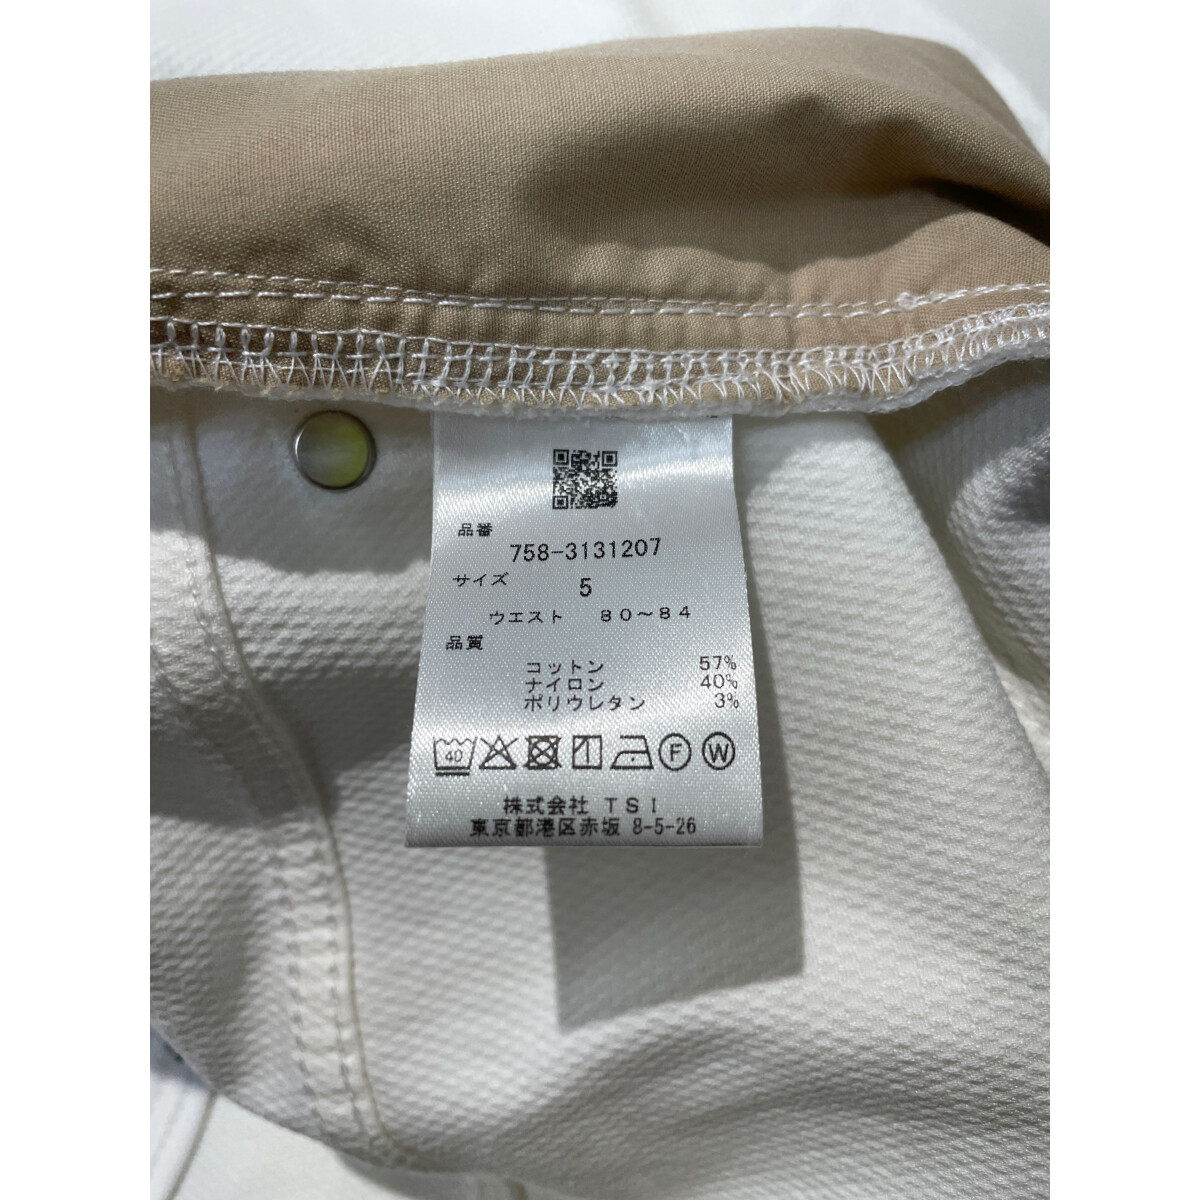 品番
758-3131207
サイズ
5
ウエスト 80~84
品質
コットン 57%
ナイロン 40%
ポリウレタン 3%
40 F W
株式会社 TSI
東京都港区赤坂 8-5-26